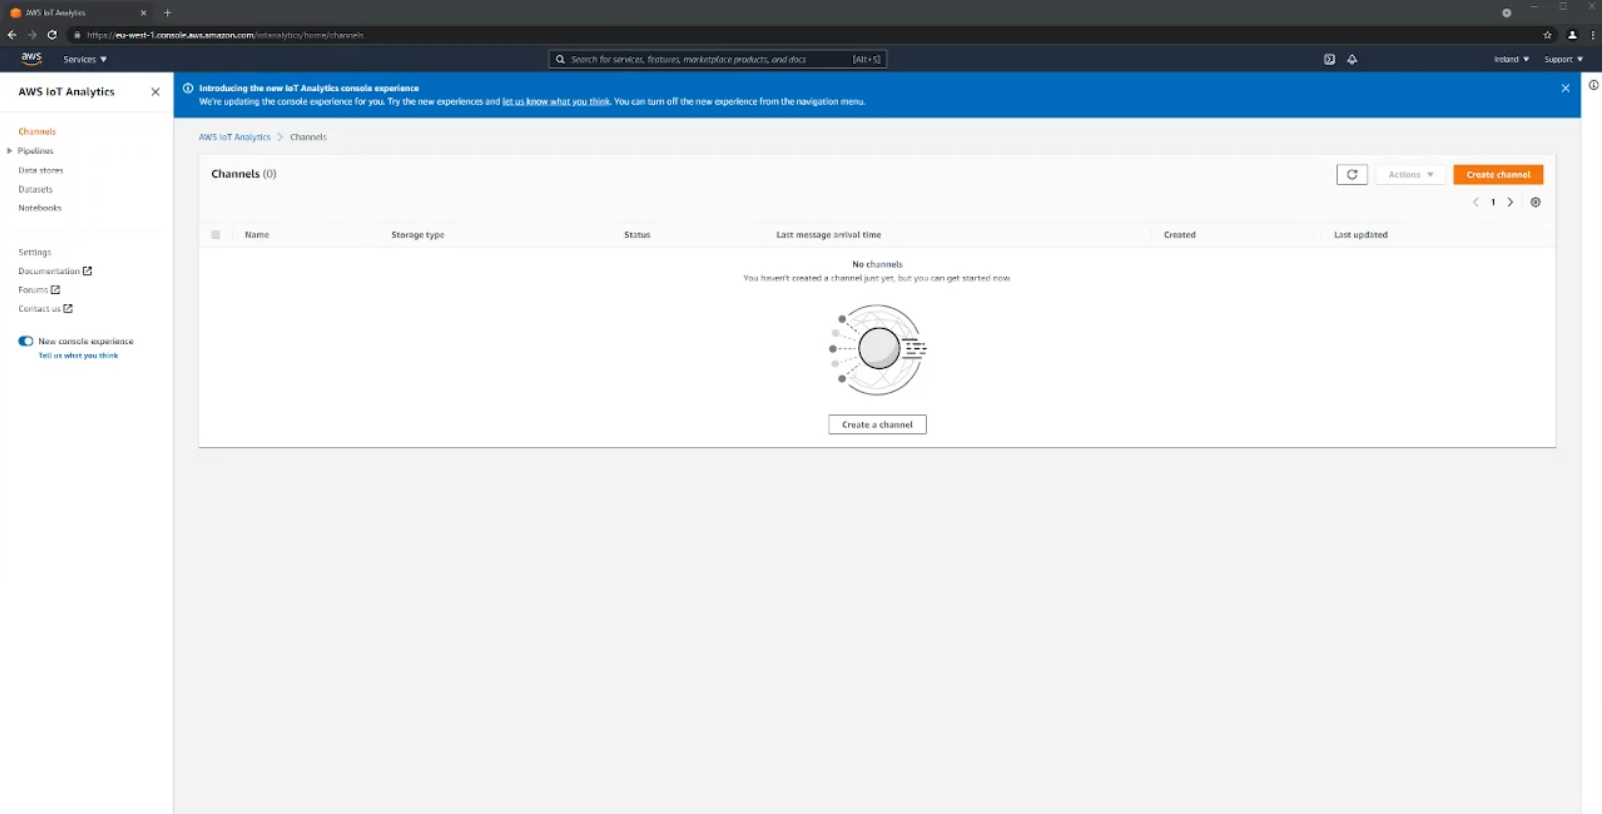 AWS IoT Analytics
https://eu-west-1.console.aws.amazon.com/iotanalytics/home/channels
aws
Services
Search for services, features, marketplace products, and docs
[Alt+S]
Ireland
Support
AWS IoT Analytics
Channels
Pipelines
Data stores
Datasets
Notebooks
Settings
Documentation
Forums
Contact us
New console experience
Tell us what you think
Introducing the new IoT Analytics console experience
We're updating the console experience for you. Try the new experiences and let us know what you think. You can turn off the new experience from the navigation menu.
AWS IoT Analytics > Channels
Channels (0)
Actions
Create channel
1
Name Storage type Status Last message arrival time Created Last updated
No channels
You haven't created a channel just yet, but you can get started now.
Create a channel